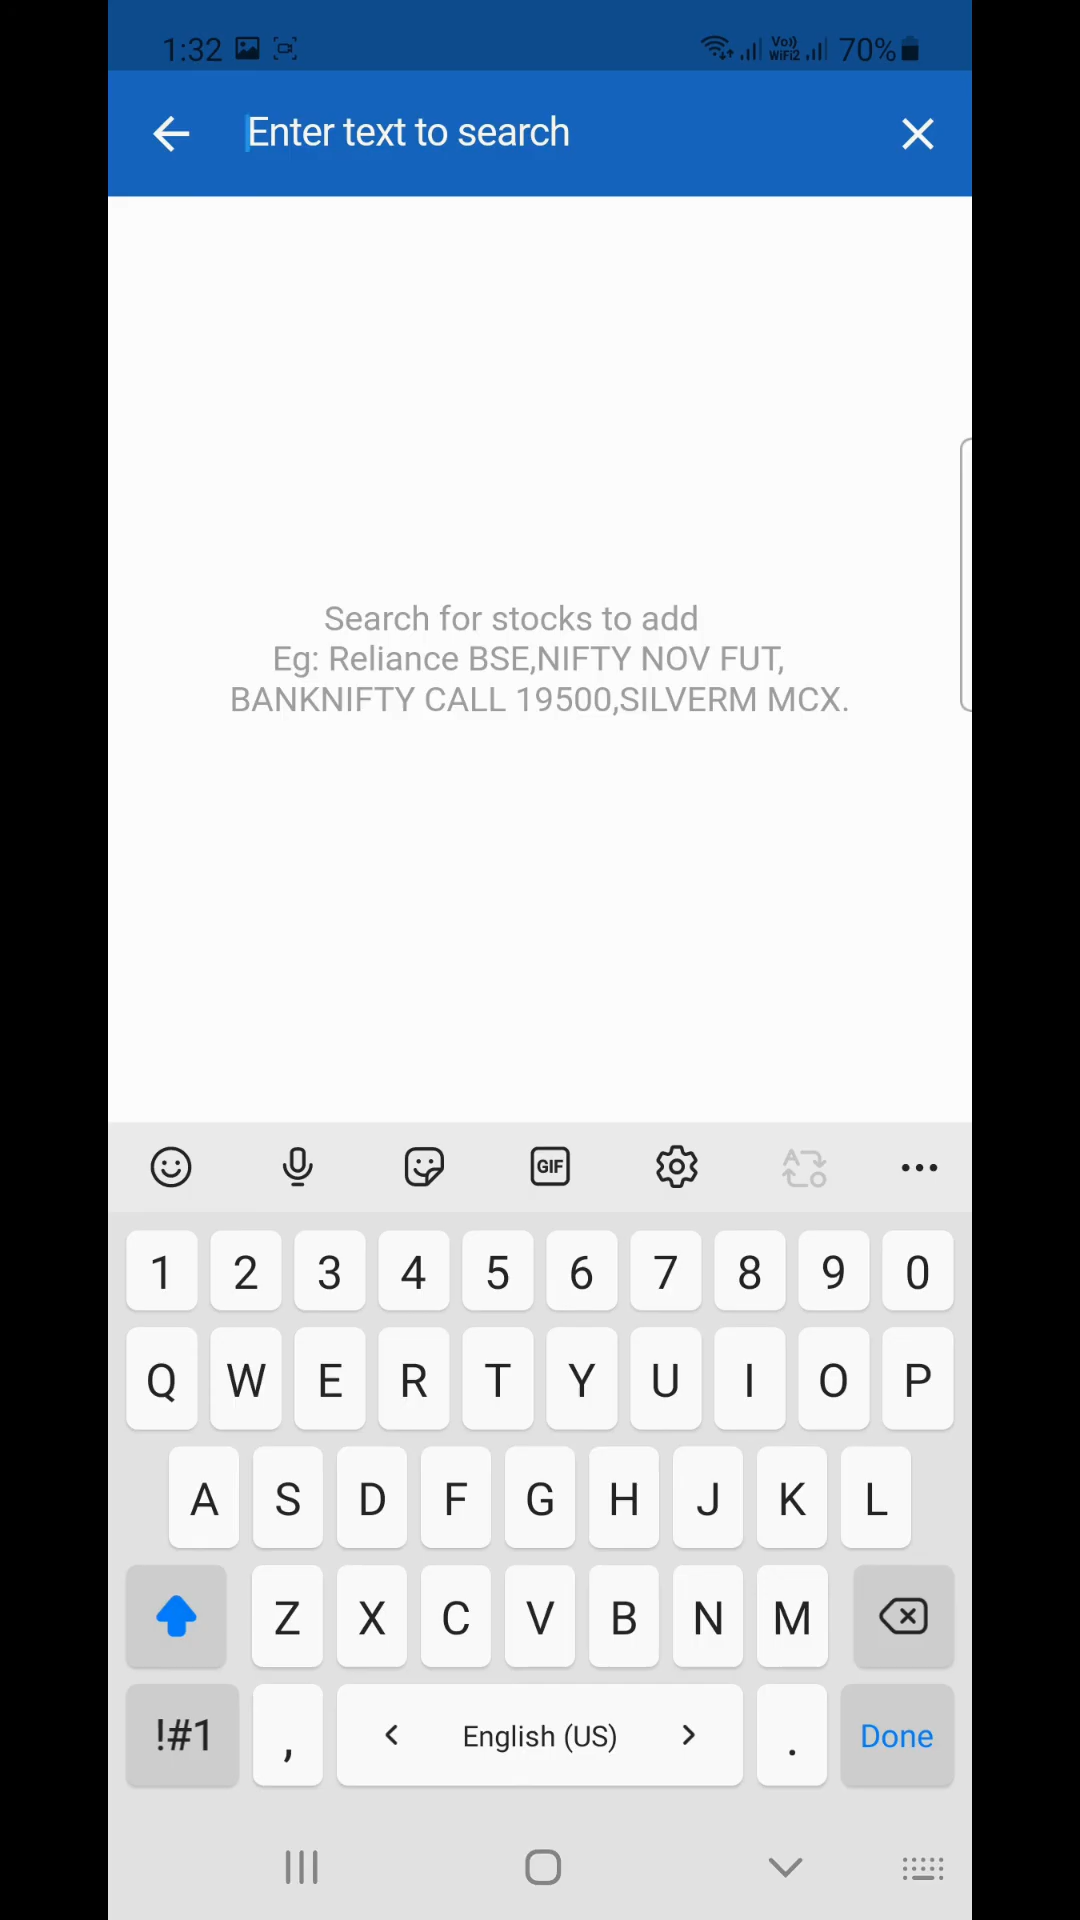 1:32 Vo)) WiFi2 70%
Enter text to search
Search for stocks to add
Eg: Reliance BSE,NIFTY NOV FUT,
BANKNIFTY CALL 19500,SILVERM MCX.
GIF
1 2 3 4 5 6 7 8 9 0
Q W E R T Y U I O P
A S D F G H J K L
Z X C V B N M
!#1 , < English (US) > . Done